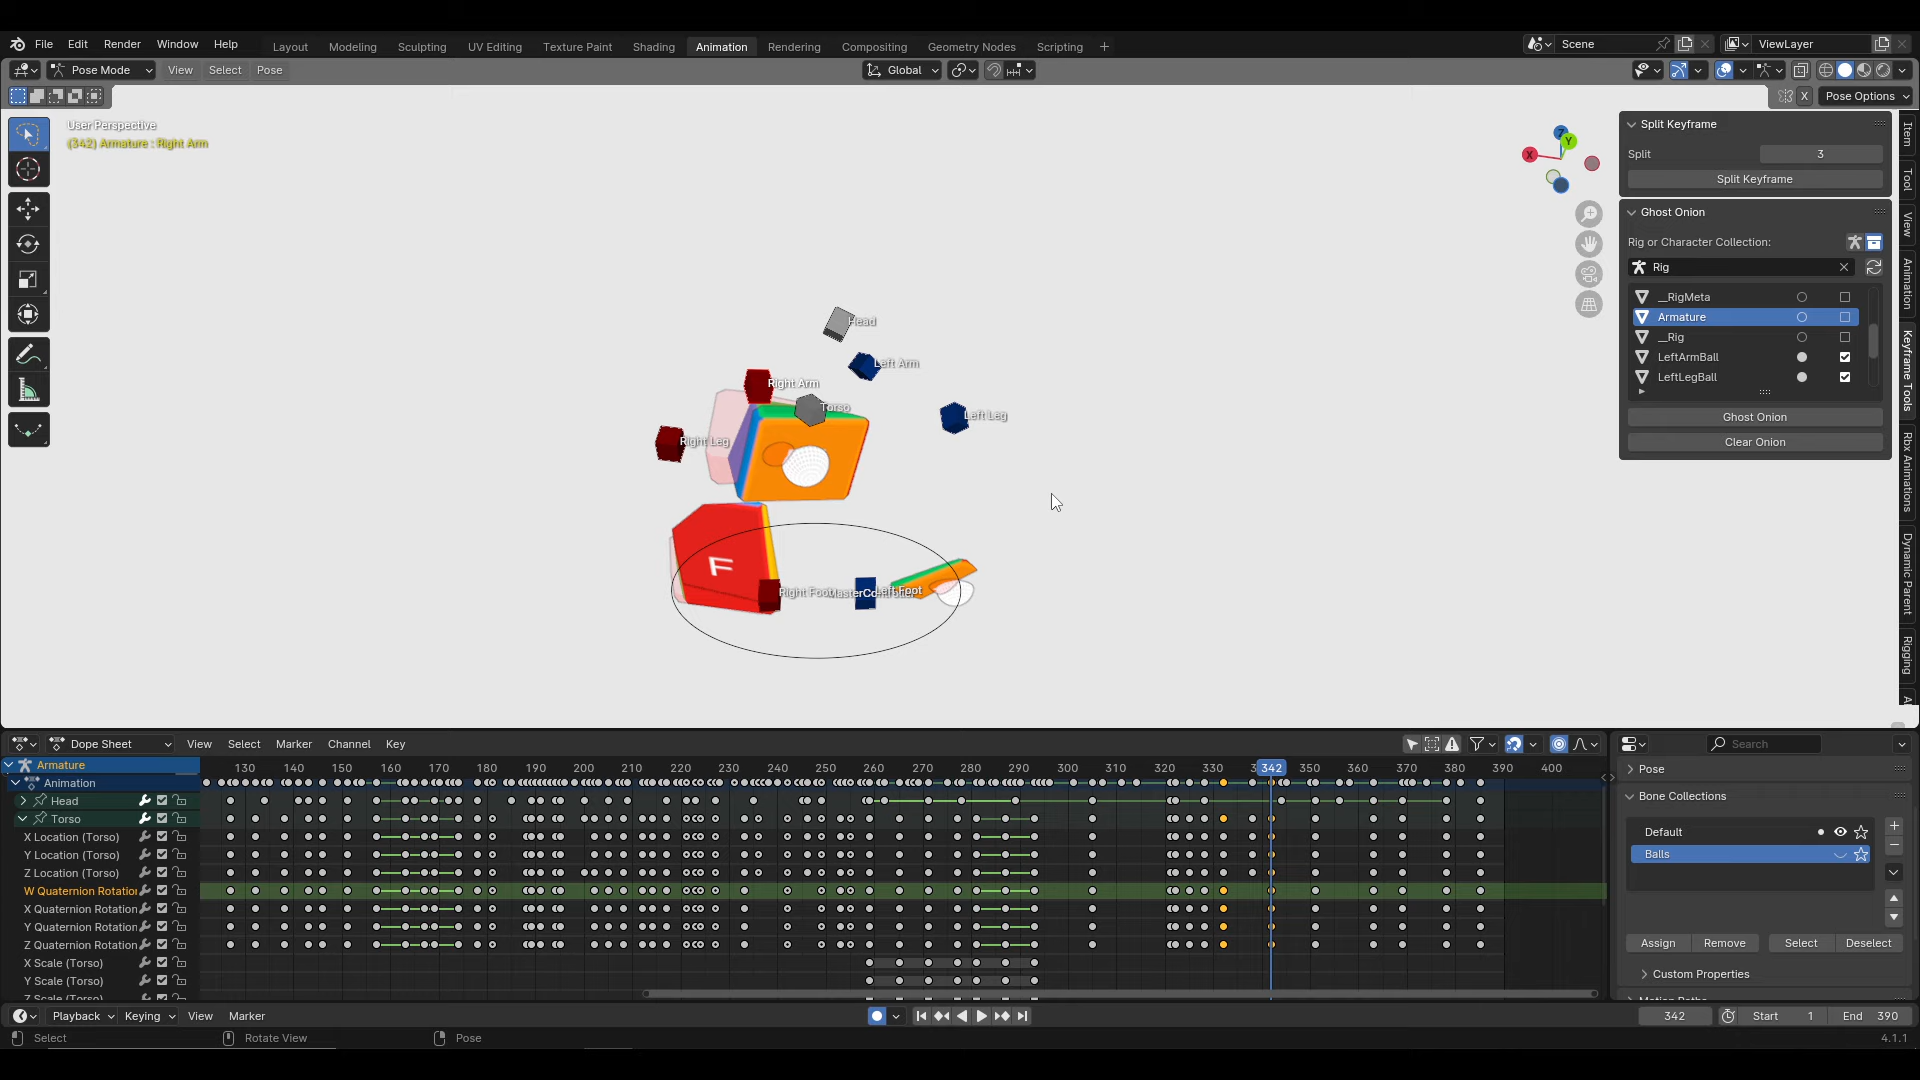 File Edit Render Window Help Layout Modeling Sculpting UV Editing Texture Paint Shading Animation Rendering Compositing Geometry Nodes Scripting + Scene ViewLayer
Pose Mode View Select Pose Global
X Pose Options
User Perspective
(342) Armature : Right Arm
Z
Y
X
Split Keyframe
Split 3
Split Keyframe
Ghost Onion
Rig or Character Collection:
Rig
__RigMeta
Armature
__Rig
LeftArmBall
LeftLegBall
Ghost Onion
Clear Onion
Item
Tool
View
Animation
Keyframe Tools
Rbx Animations
Dynamic Parent
Rigging
Head
Left Arm
Right Arm
Torso
Left Leg
Right Leg
F
Left Foot
Dope Sheet View Select Marker Channel Key
Search
Armature
130 140 150 160 170 180 190 200 210 220 230 240 250 260 270 280 290 300 310 320 330 342 350 360 370 380 390 400
Animation
Head
Torso
X Location (Torso)
Y Location (Torso)
Z Location (Torso)
W Quaternion Rotation
X Quaternion Rotation
Y Quaternion Rotation
Z Quaternion Rotation
X Scale (Torso)
Y Scale (Torso)
Pose
Bone Collections
Default
Balls
Assign Remove Select Deselect
Custom Properties
Playback Keying View Marker 342 Start 1 End 390
Select Rotate View Pose 4.1.1